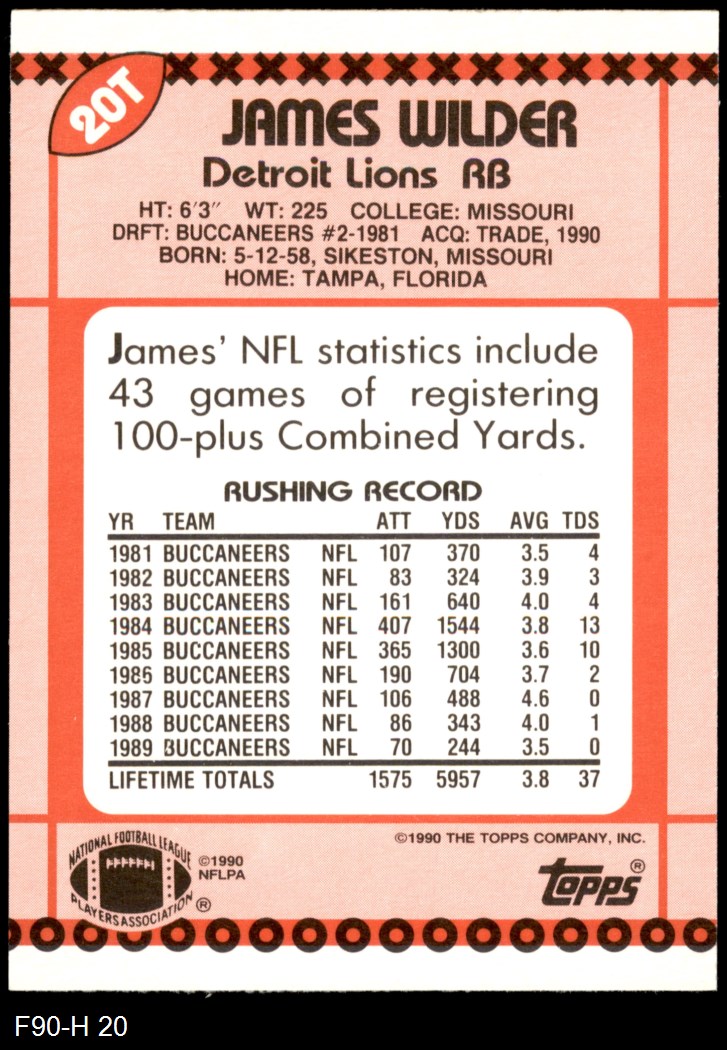 20T
JAMES WILDER
Detroit Lions RB
HT: 6'3" WT: 225 COLLEGE: MISSOURI
DRFT: BUCCANEERS #2-1981 ACQ: TRADE, 1990
BORN: 5-12-58, SIKESTON, MISSOURI
HOME: TAMPA, FLORIDA
James' NFL statistics include
43 games of registering
100-plus Combined Yards.
RUSHING RECORD
YR TEAM ATT YDS AVG TDS
1981 BUCCANEERS NFL 107 370 3.5 4
1982 BUCCANEERS NFL 83 324 3.9 3
1983 BUCCANEERS NFL 161 640 4.0 4
1984 BUCCANEERS NFL 407 1544 3.8 13
1985 BUCCANEERS NFL 365 1300 3.6 10
1986 BUCCANEERS NFL 190 704 3.7 2
1987 BUCCANEERS NFL 106 488 4.6 0
1988 BUCCANEERS NFL 86 343 4.0 1
1989 BUCCANEERS NFL 70 244 3.5 0
LIFETIME TOTALS 1575 5957 3.8 37
©1990 THE TOPPS COMPANY, INC.
NATIONAL FOOTBALL LEAGUE
PLAYERS ASSOCIATION ®
©1990
NFLPA
topps ®
F90-H 20